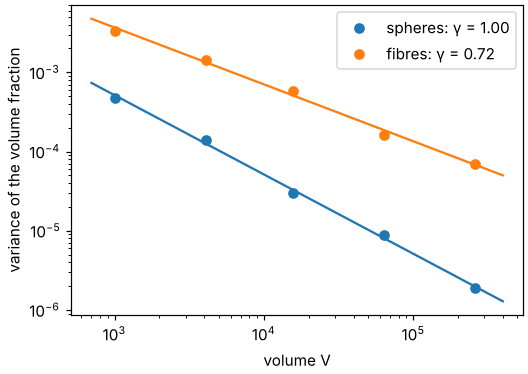 spheres: γ = 1.00
fibres: γ = 0.72
variance of the volume fraction
10⁻³
10⁻⁴
10⁻⁵
10⁻⁶
10³ 10⁴ 10⁵
volume V